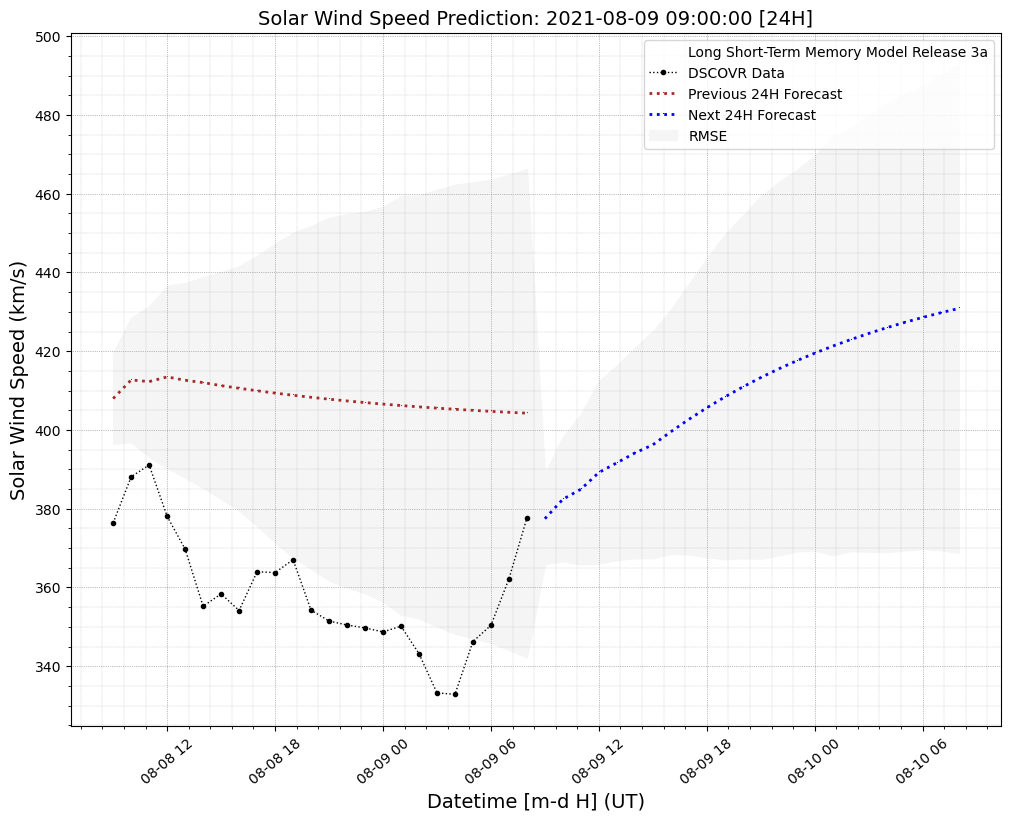 Solar Wind Speed Prediction: 2021-08-09 09:00:00 [24H]
Long Short-Term Memory Model Release 3a
DSCOVR Data
Previous 24H Forecast
Next 24H Forecast
RMSE
Solar Wind Speed (km/s)
500
480
460
440
420
400
380
360
340
08-08 12
08-08 18
08-09 00
08-09 06
08-09 12
08-09 18
08-10 00
08-10 06
Datetime [m-d H] (UT)